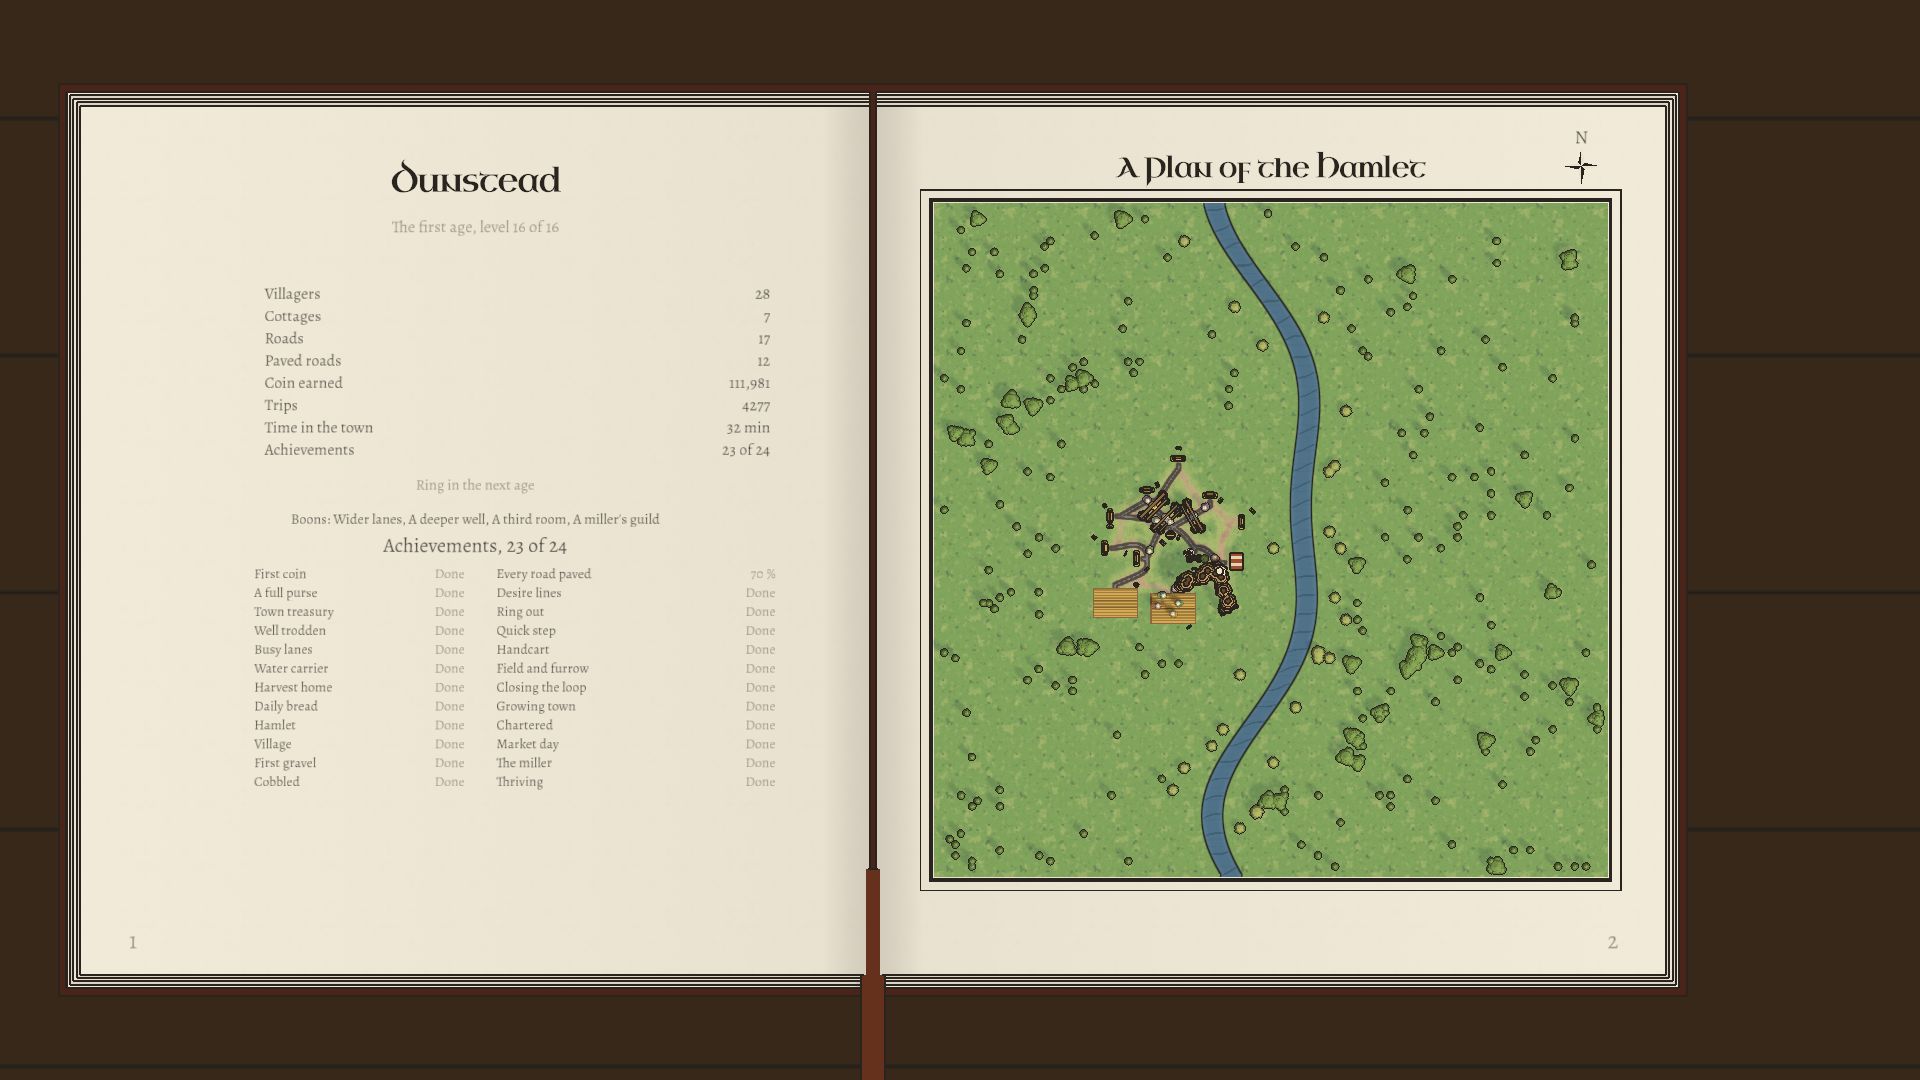 Dunstead
The first age, level 16 of 16
Villagers 28
Cottages 7
Roads 17
Paved roads 12
Coin earned 111,981
Trips 4277
Time in the town 32 min
Achievements 23 of 24
Ring in the next age
Boons: Wider lanes, A deeper well, A third room, A miller's guild
Achievements, 23 of 24
First coin Done Every road paved 70 %
A full purse Done Desire lines Done
Town treasury Done Ring out Done
Well trodden Done Quick step Done
Busy lanes Done Handcart Done
Water carrier Done Field and furrow Done
Harvest home Done Closing the loop Done
Daily bread Done Growing town Done
Hamlet Done Chartered Done
Village Done Market day Done
First gravel Done The miller Done
Cobbled Done Thriving Done
1
N
A Plan of the Hamlet
2